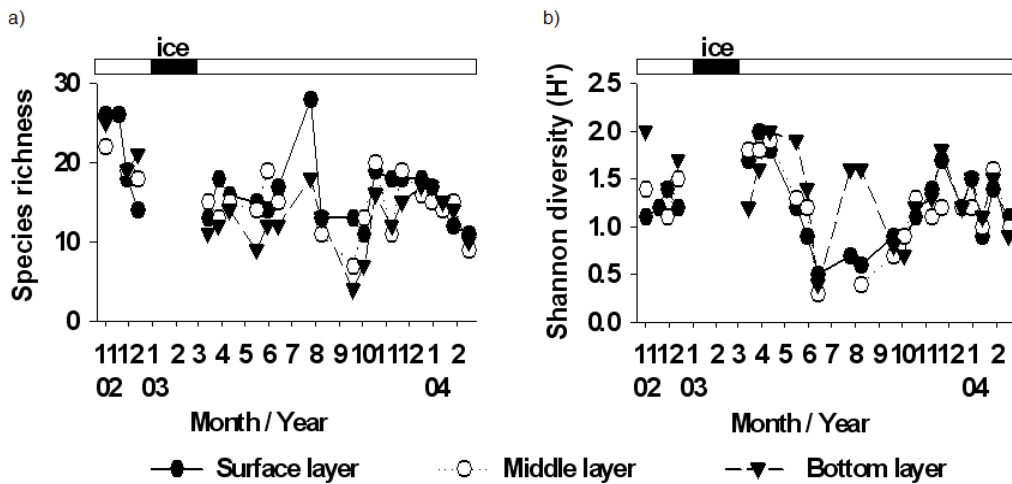 a)
ice
30
20
10
0
Species richness
11 12 1 2 3 4 5 6 7 8 9 10 11 12 1 2
02 03 04
Month / Year
b)
ice
2.5
2.0
1.5
1.0
0.5
0.0
Shannon diversity (H')
11 12 1 2 3 4 5 6 7 8 9 10 11 12 1 2
02 03 04
Month / Year
Surface layer Middle layer Bottom layer